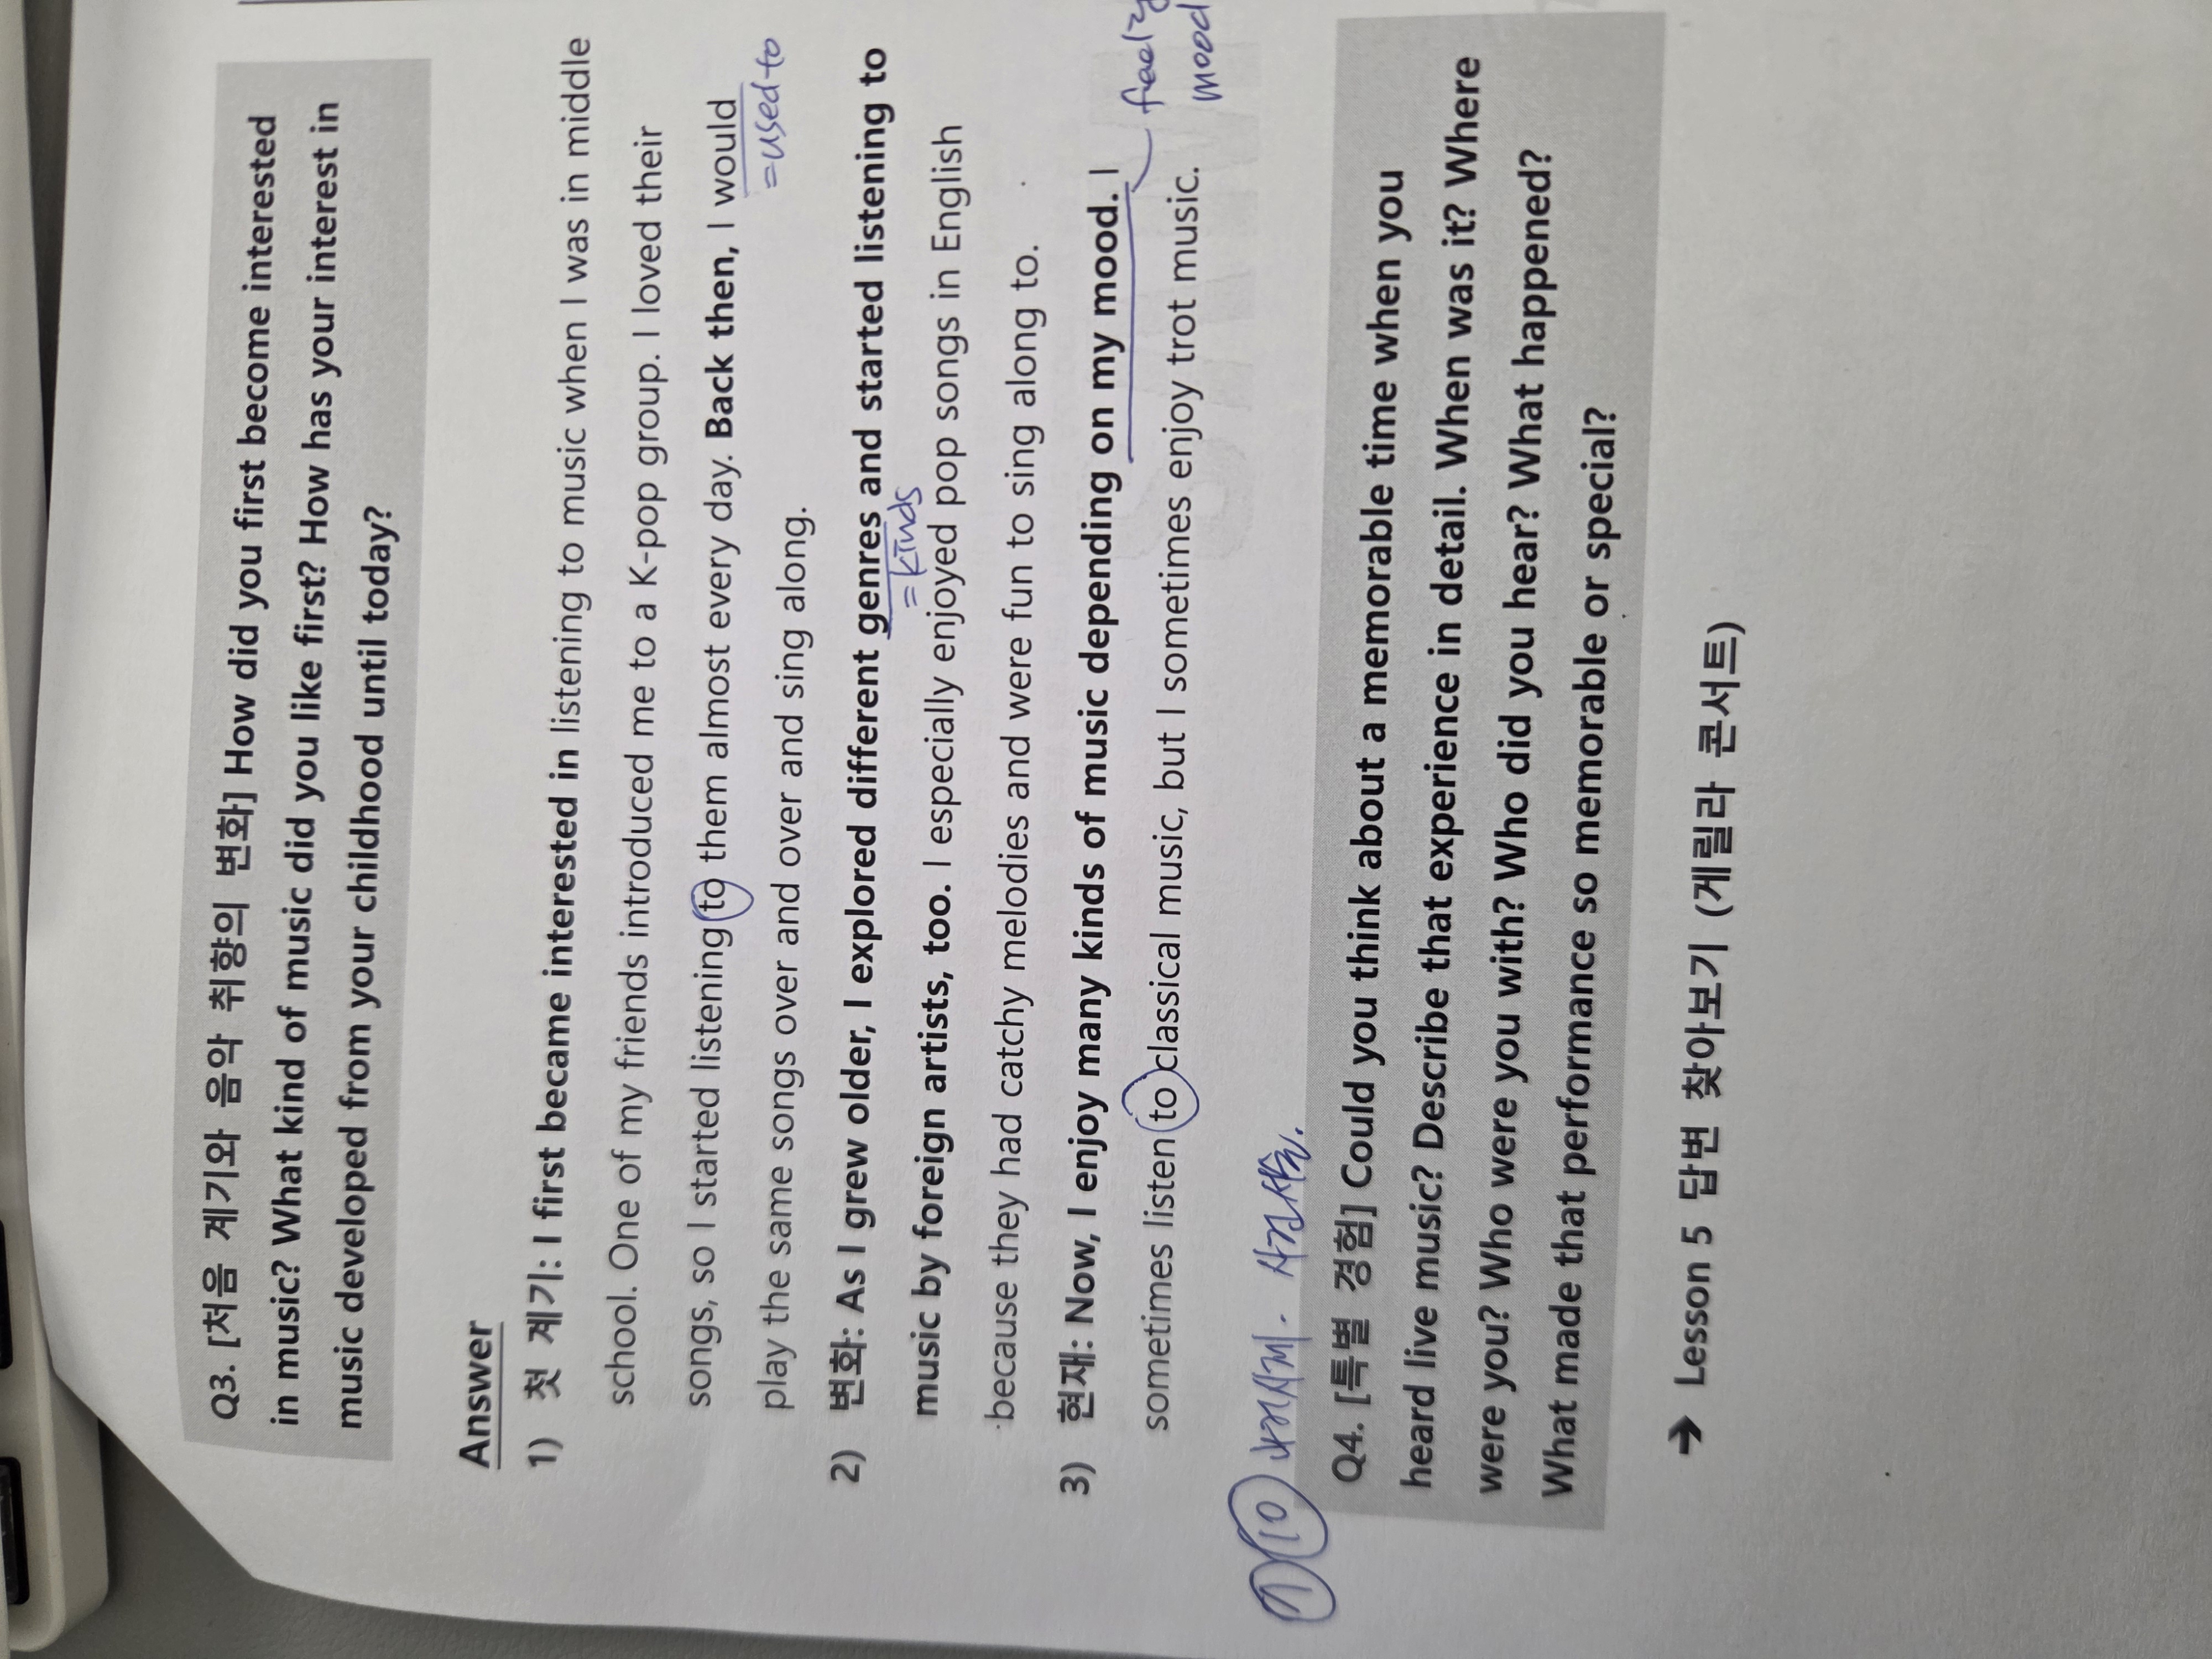 Q3. [처음 계기와 음악 취향의 변화] How did you first become interested
in music? What kind of music did you like first? How has your interest in
music developed from your childhood until today?
Answer
1) 첫 계기: I first became interested in listening to music when I was in middle
school. One of my friends introduced me to a K-pop group. I loved their
songs, so I started listening to them almost every day. Back then, I would
=used to
play the same songs over and over and sing along.
2) 변화: As I grew older, I explored different genres and started listening to
=kinds
music by foreign artists, too. I especially enjoyed pop songs in English
because they had catchy melodies and were fun to sing along to.
3) 현재: Now, I enjoy many kinds of music depending on my mood. I
sometimes listen to classical music, but I sometimes enjoy trot music.
mood
10 과거시제.
Q4. [특별 경험] Could you think about a memorable time when you
heard live music? Describe that experience in detail. When was it? Where
were you? Who were you with? Who did you hear? What happened?
What made that performance so memorable or special?
➔ Lesson 5 답변 찾아보기 (게릴라 콘서트)